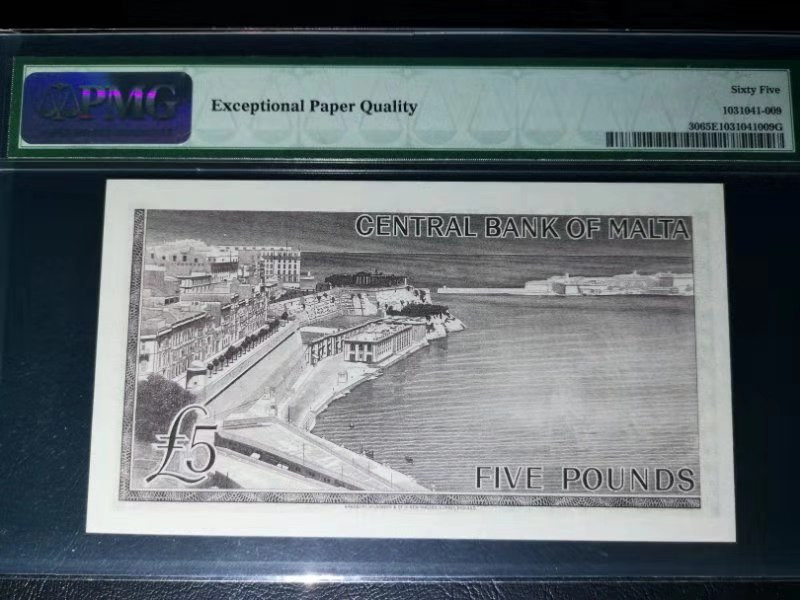 PMG
Exceptional Paper Quality
Sixty Five
1031041-009
3065E1031041009G
CENTRAL BANK OF MALTA
£5
FIVE POUNDS